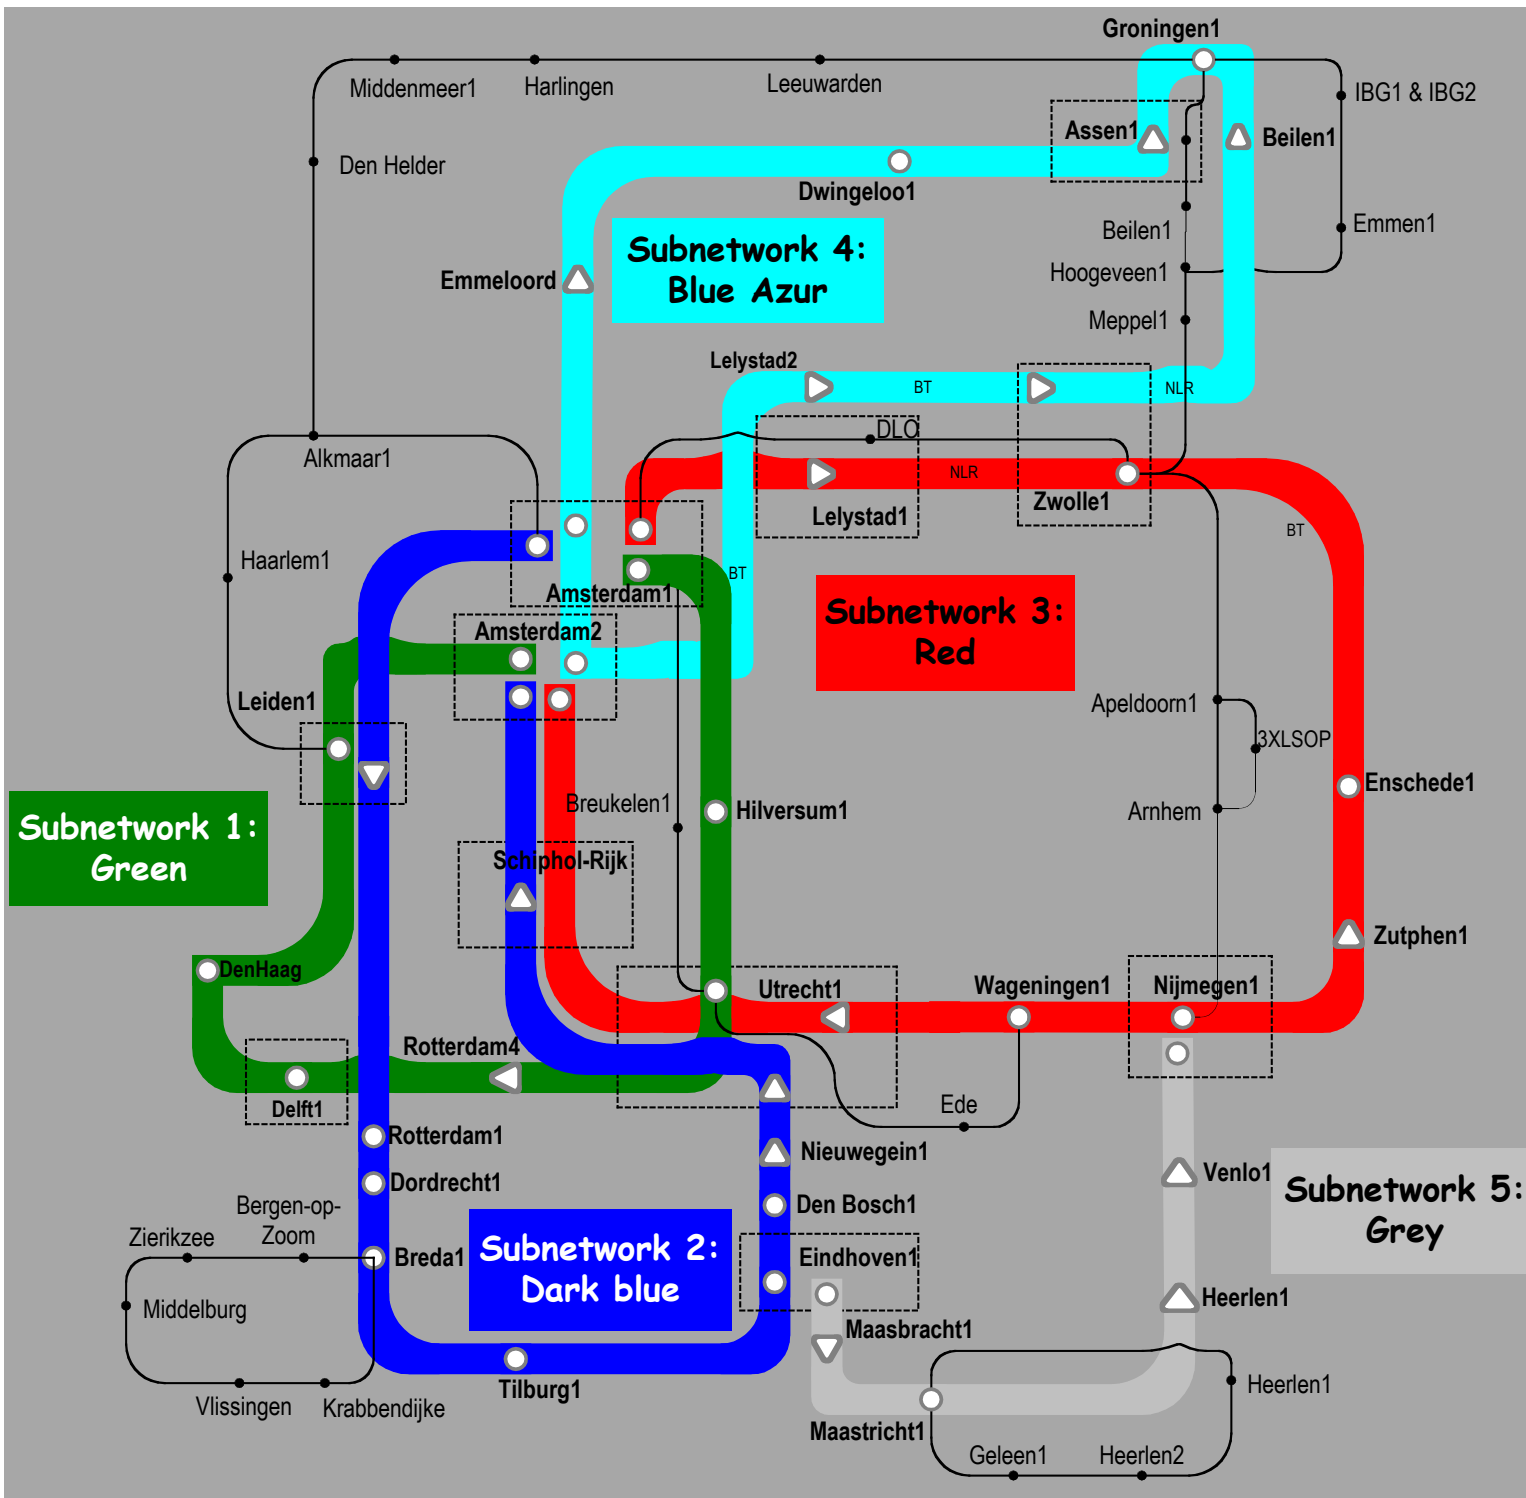 Groningen1
Middenmeer1
Harlingen
Leeuwarden
IBG1 & IBG2
Assen1
Beilen1
Den Helder
Dwingeloo1
Beilen1
Emmen1
Subnetwork 4:
Blue Azur
Emmeloord
Hoogeveen1
Meppel1
Lelystad2
BT
NLR
DLO
Alkmaar1
NLR
Lelystad1
Zwolle1
BT
Haarlem1
BT
Amsterdam1
Subnetwork 3:
Red
Amsterdam2
Leiden1
Apeldoorn1
3XLSOP
Breukelen1
Hilversum1
Arnhem
Enschede1
Subnetwork 1:
Green
Schiphol-Rijk
Zutphen1
DenHaag
Utrecht1
Wageningen1
Nijmegen1
Rotterdam4
Delft1
Ede
Rotterdam1
Nieuwegein1
Venlo1
Dordrecht1
Den Bosch1
Subnetwork 5:
Grey
Bergen-op-
Zoom
Zierikzee
Breda1
Subnetwork 2:
Dark blue
Eindhoven1
Middelburg
Heerlen1
Maasbracht1
Tilburg1
Vlissingen
Krabbendijke
Heerlen1
Maastricht1
Geleen1
Heerlen2